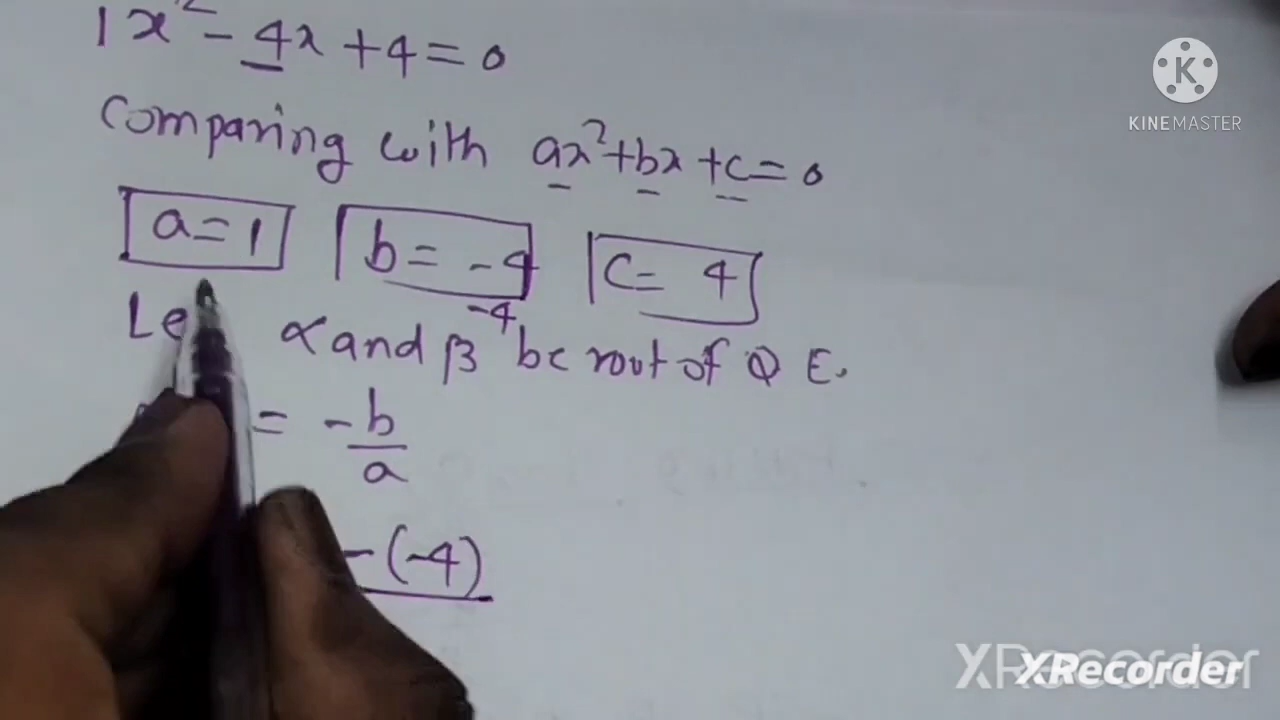 1x² - 4x + 4 = 0
KINEMASTER
Comparing with ax² + bx + c = 0
a = 1 b = -4 c = 4
-4
Le α and β be root of Q E.
= -b/a
-(-4)
XRecorder
XRecorder